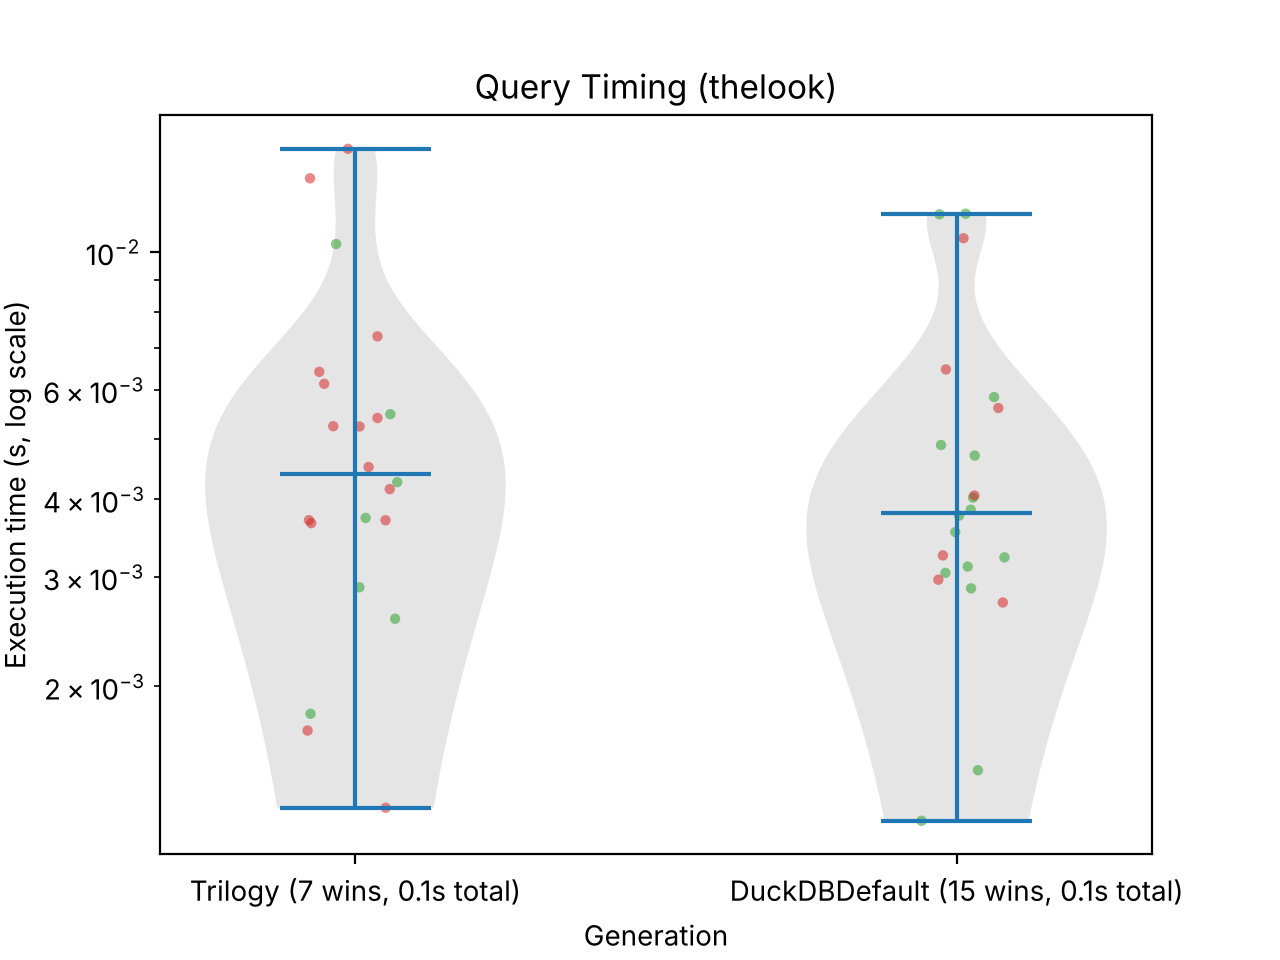 Query Timing (thelook)
Execution time (s, log scale)
10⁻²
6 × 10⁻³
4 × 10⁻³
3 × 10⁻³
2 × 10⁻³
Trilogy (7 wins, 0.1s total)
DuckDBDefault (15 wins, 0.1s total)
Generation